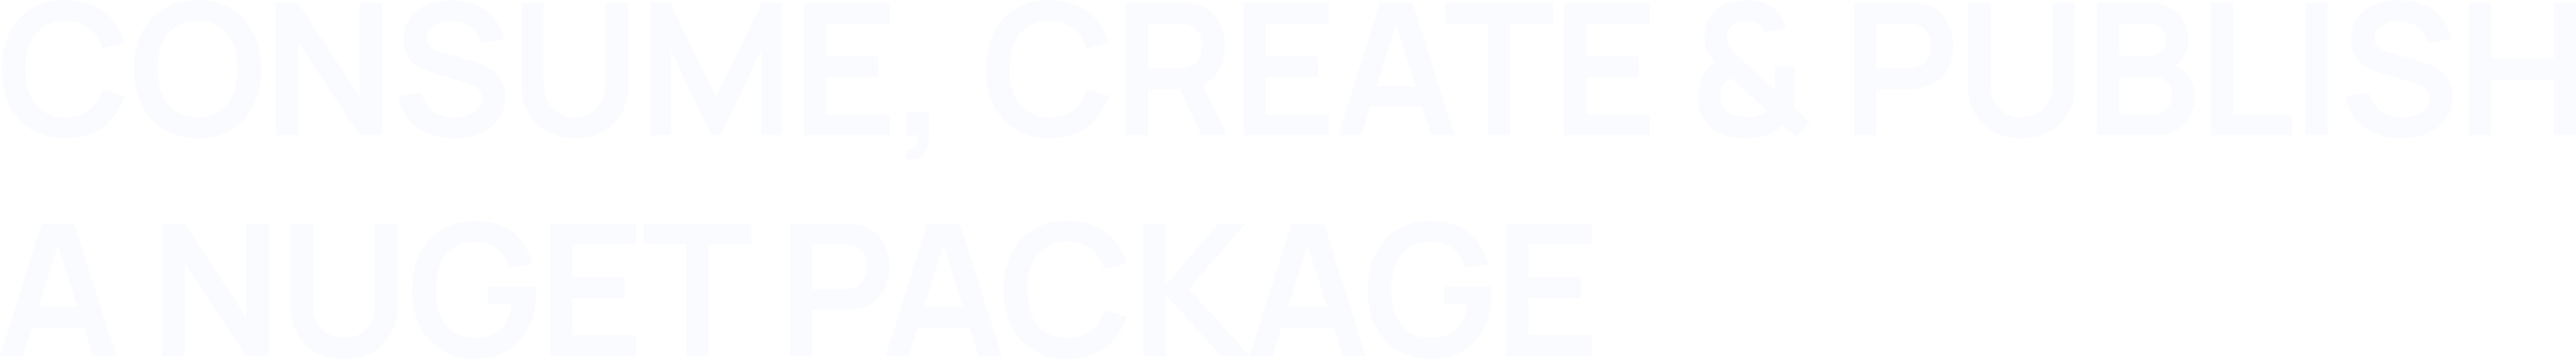 CONSUME, CREATE & PUBLISH
A NUGET PACKAGE